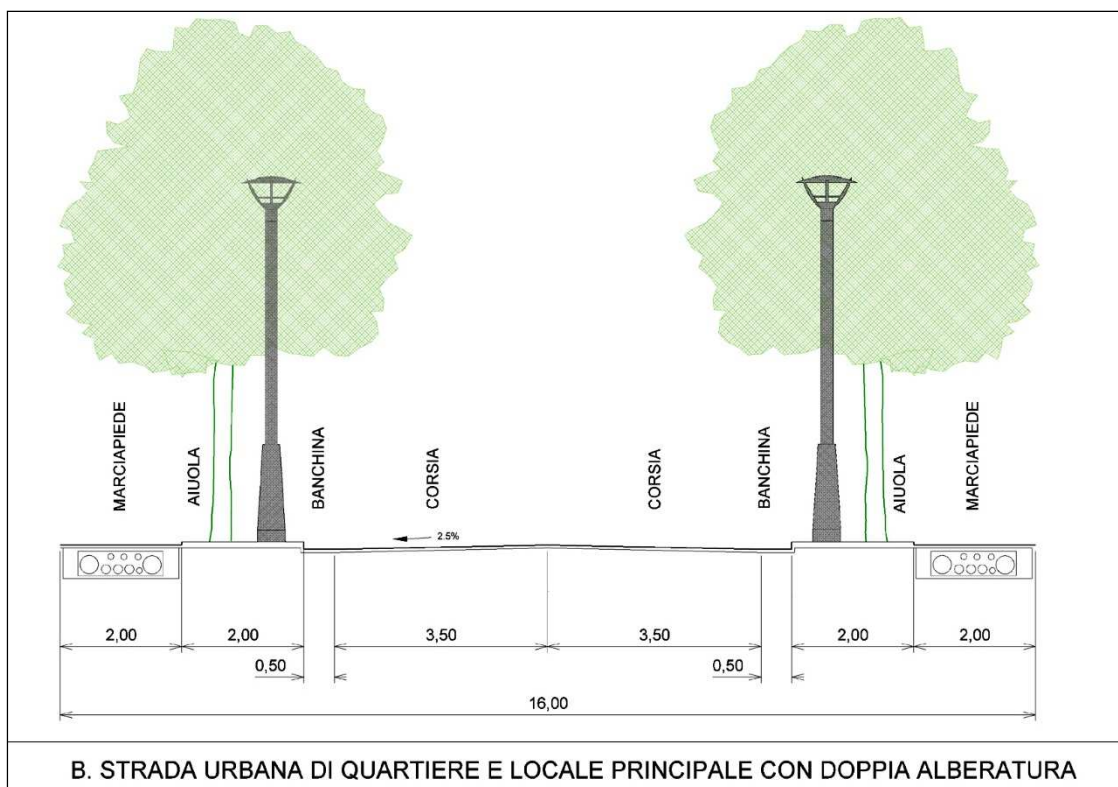 MARCIAPIEDE
AIUOLA
BANCHINA
CORSIA
CORSIA
BANCHINA
AIUOLA
MARCIAPIEDE
2.5%
2,00
2,00
3,50
3,50
2,00
2,00
0,50
0,50
16,00
B. STRADA URBANA DI QUARTIERE E LOCALE PRINCIPALE CON DOPPIA ALBERATURA